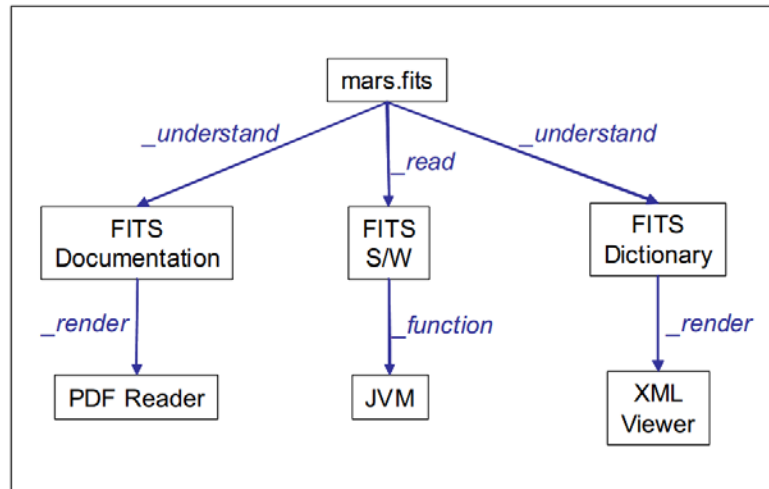 mars.fits
_understand
_read
_understand
FITS
Documentation
FITS
S/W
FITS
Dictionary
_render
_function
_render
PDF Reader
JVM
XML
Viewer